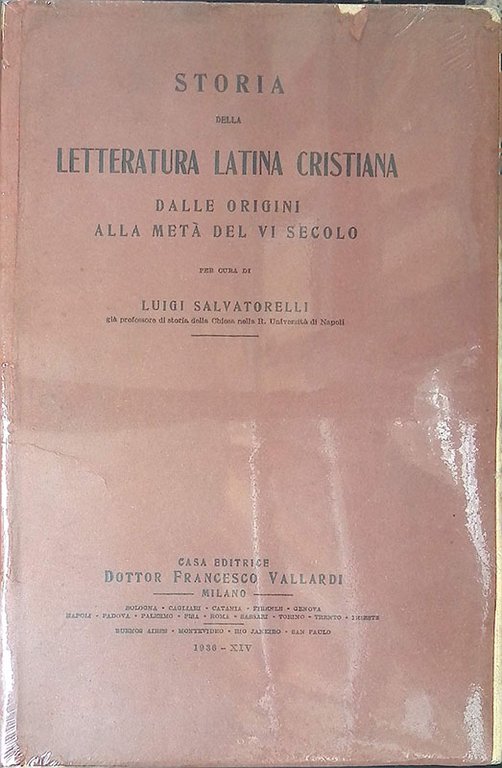 STORIA
DELLA
LETTERATURA LATINA CRISTIANA
DALLE ORIGINI
ALLA METÀ DEL VI SECOLO
PER CURA DI
LUIGI SALVATORELLI
già professore di storia della Chiesa nella R. Università di Napoli
CASA EDITRICE
DOTTOR FRANCESCO VALLARDI
MILANO
BOLOGNA - CAGLIARI - CATANIA - FIRENZE - GENOVA
NAPOLI - PADOVA - PALERMO - PISA - ROMA - SASSARI - TORINO - TRENTO - TRIESTE
BUENOS AIRES - MONTEVIDEO - RIO JANEIRO - SAN PAULO
1936 - XIV